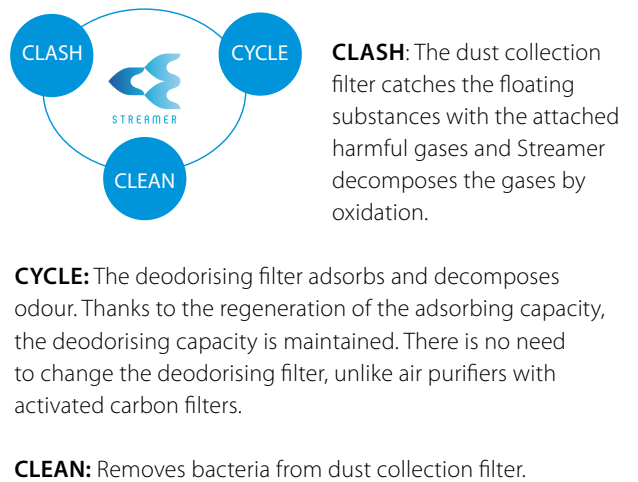 CLASH
CYCLE
STREAMER
CLEAN
CLASH: The dust collection
filter catches the floating
substances with the attached
harmful gases and Streamer
decomposes the gases by
oxidation.
CYCLE: The deodorising filter adsorbs and decomposes
odour. Thanks to the regeneration of the adsorbing capacity,
the deodorising capacity is maintained. There is no need
to change the deodorising filter, unlike air purifiers with
activated carbon filters.
CLEAN: Removes bacteria from dust collection filter.